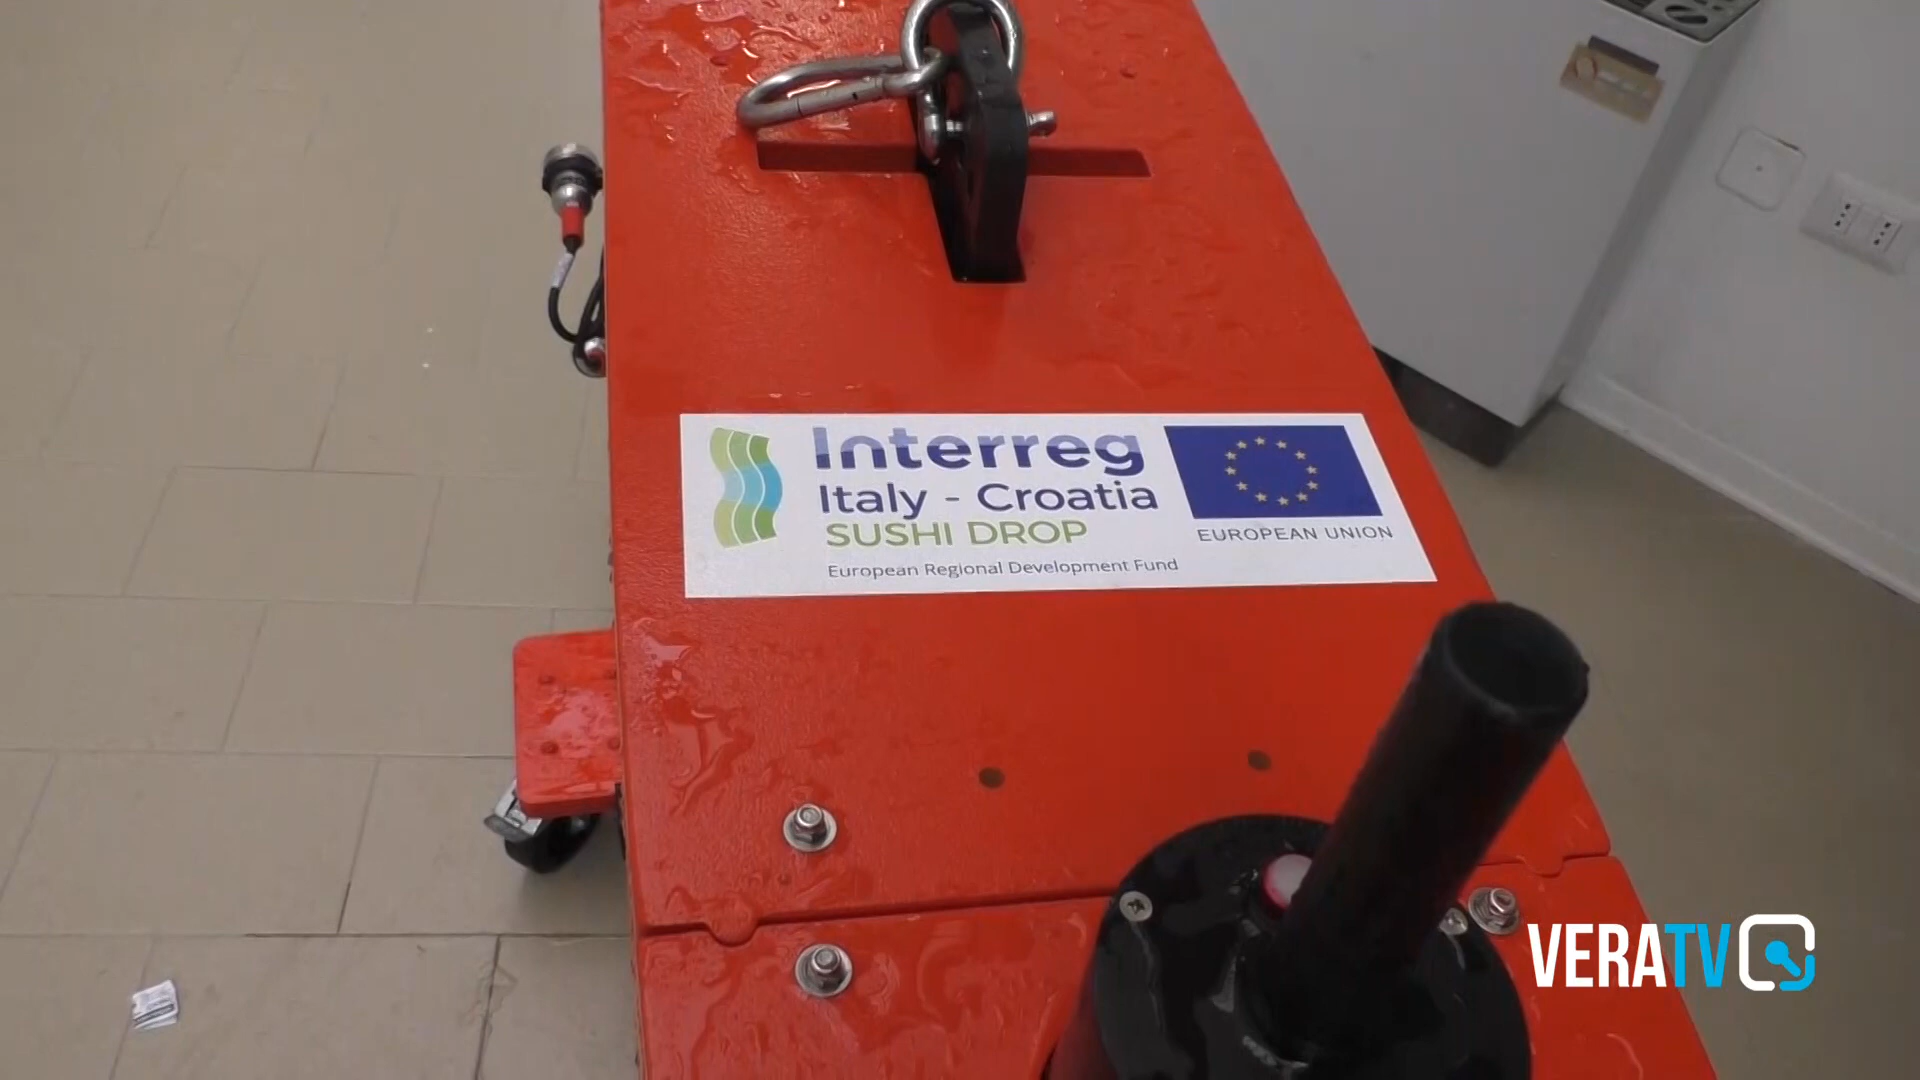 Interreg
Italy - Croatia
SUSHI DROP
European Regional Development Fund
EUROPEAN UNION
VERATV